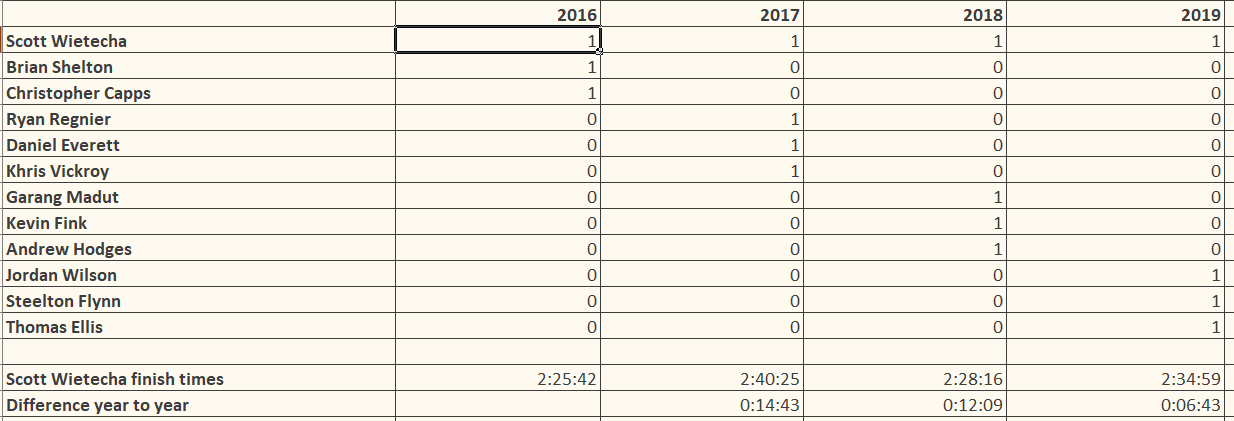 2016 2017 2018 2019
Scott Wietecha 1 1 1 1
Brian Shelton 1 0 0 0
Christopher Capps 1 0 0 0
Ryan Regnier 0 1 0 0
Daniel Everett 0 1 0 0
Khris Vickroy 0 1 0 0
Garang Madut 0 0 1 0
Kevin Fink 0 0 1 0
Andrew Hodges 0 0 1 0
Jordan Wilson 0 0 0 1
Steelton Flynn 0 0 0 1
Thomas Ellis 0 0 0 1
Scott Wietecha finish times 2:25:42 2:40:25 2:28:16 2:34:59
Difference year to year 0:14:43 0:12:09 0:06:43